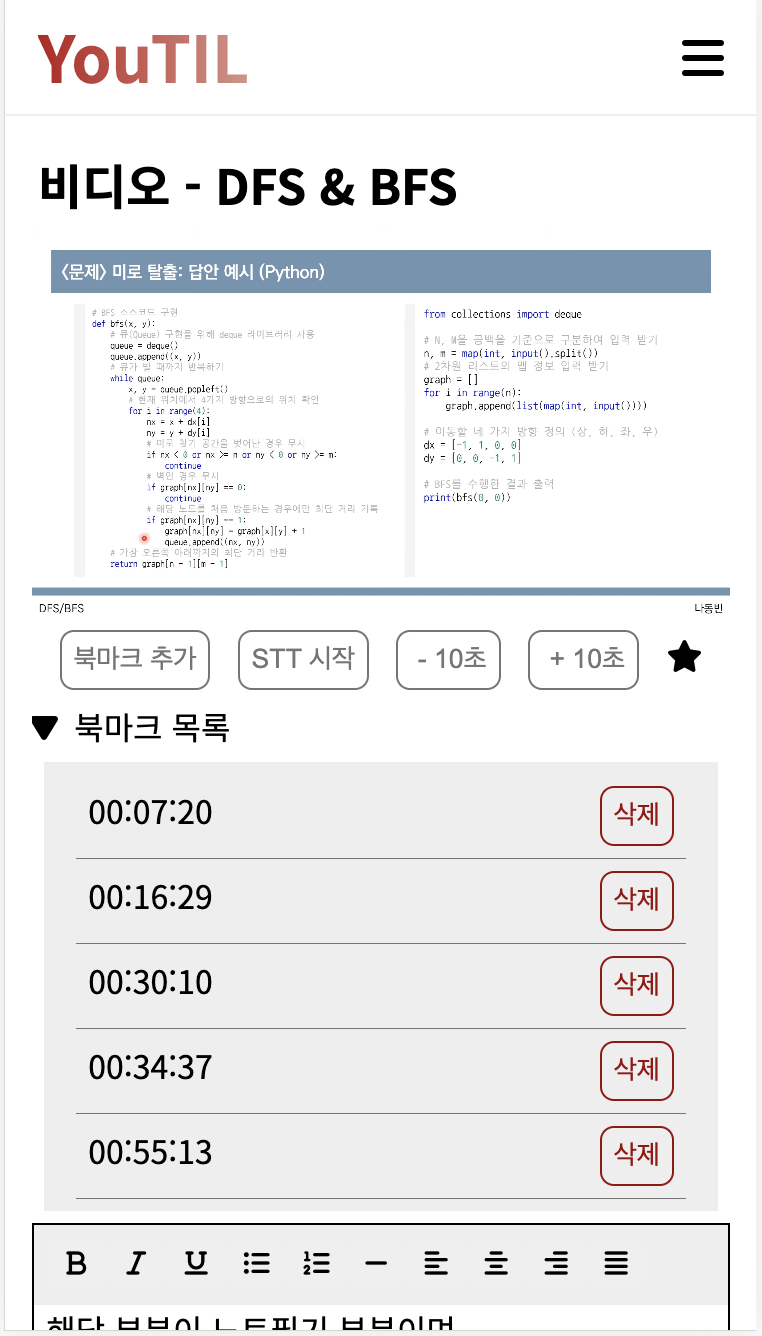 YouTIL
비디오 - DFS & BFS
<문제> 미로 탈출: 답안 예시 (Python)
# BFS 소스코드 구현
def bfs(x, y):
# 큐(Queue) 구현을 위해 deque 라이브러리 사용
queue = deque()
queue.append((x, y))
# 큐가 빌 때까지 반복하기
while queue:
x, y = queue.popleft()
# 현재 위치에서 4가지 방향으로의 위치 확인
for i in range(4):
nx = x + dx[i]
ny = y + dy[i]
# 미로 찾기 공간을 벗어난 경우 무시
if nx < 0 or nx >= n or ny < 0 or ny >= m:
continue
# 벽인 경우 무시
if graph[nx][ny] == 0:
continue
# 해당 노드를 처음 방문하는 경우에만 최단 거리 기록
if graph[nx][ny] == 1:
graph[nx][ny] = graph[x][y] + 1
queue.append((nx, ny))
# 가장 오른쪽 아래까지의 최단 거리 반환
return graph[n - 1][m - 1]
from collections import deque
# N, M을 공백을 기준으로 구분하여 입력 받기
n, m = map(int, input().split())
# 2차원 리스트의 맵 정보 입력 받기
graph = []
for i in range(n):
graph.append(list(map(int, input())))
# 이동할 네 가지 방향 정의 (상, 하, 좌, 우)
dx = [-1, 1, 0, 0]
dy = [0, 0, -1, 1]
# BFS를 수행한 결과 출력
print(bfs(0, 0))
DFS/BFS 나동빈
북마크 추가 STT 시작 - 10초 + 10초
북마크 목록
00:07:20 삭제
00:16:29 삭제
00:30:10 삭제
00:34:37 삭제
00:55:13 삭제
해당 부분이 노트필기 부분이며